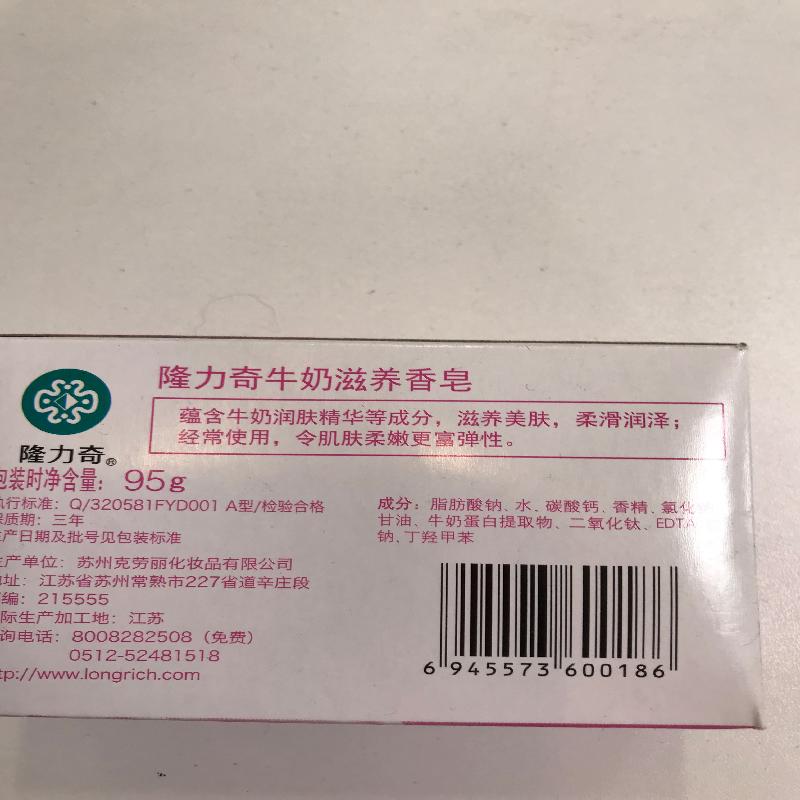 隆力奇牛奶滋养香皂
蕴含牛奶润肤精华等成分，滋养美肤，柔滑润泽；
经常使用，令肌肤柔嫩更富弹性。
隆力奇®
包装时净含量：95g
执行标准：Q/320581FYD001 A型/检验合格
保质期：三年
生产日期及批号见包装标准
生产单位：苏州克劳丽化妆品有限公司
地址：江苏省苏州常熟市227省道辛庄段
邮编：215555
际生产加工地：江苏
询电话：8008282508（免费）
0512-52481518
tp://www.longrich.com
成分：脂肪酸钠、水、碳酸钙、香精、氯化
甘油、牛奶蛋白提取物、二氧化钛、EDTA
钠、丁羟甲苯
6 945573 600186